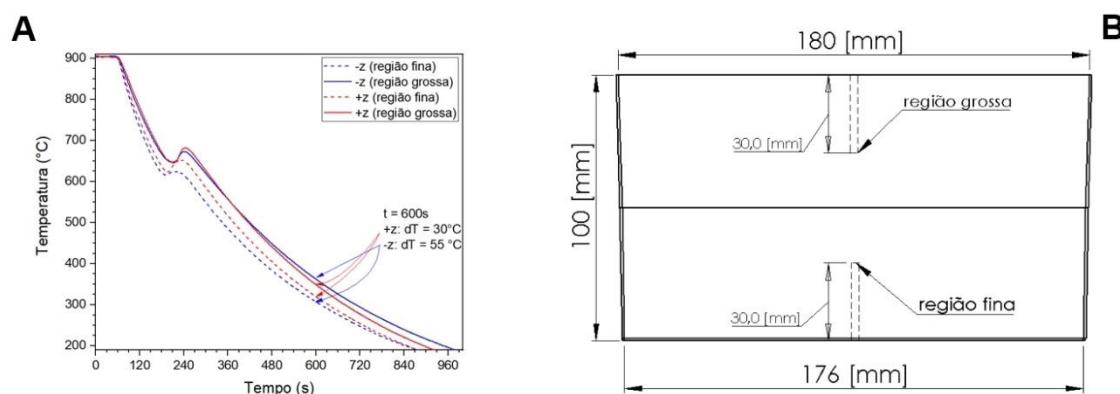 A
Temperatura (°C)
900
800
700
600
500
400
300
200
-z (região fina)
-z (região grossa)
+z (região fina)
+z (região grossa)
t = 600s
+z: dT = 30°C
-z: dT = 55 °C
0 120 240 360 480 600 720 840 960
Tempo (s)
B
180 [mm]
região grossa
30,0 [mm]
100 [mm]
30,0 [mm]
região fina
176 [mm]